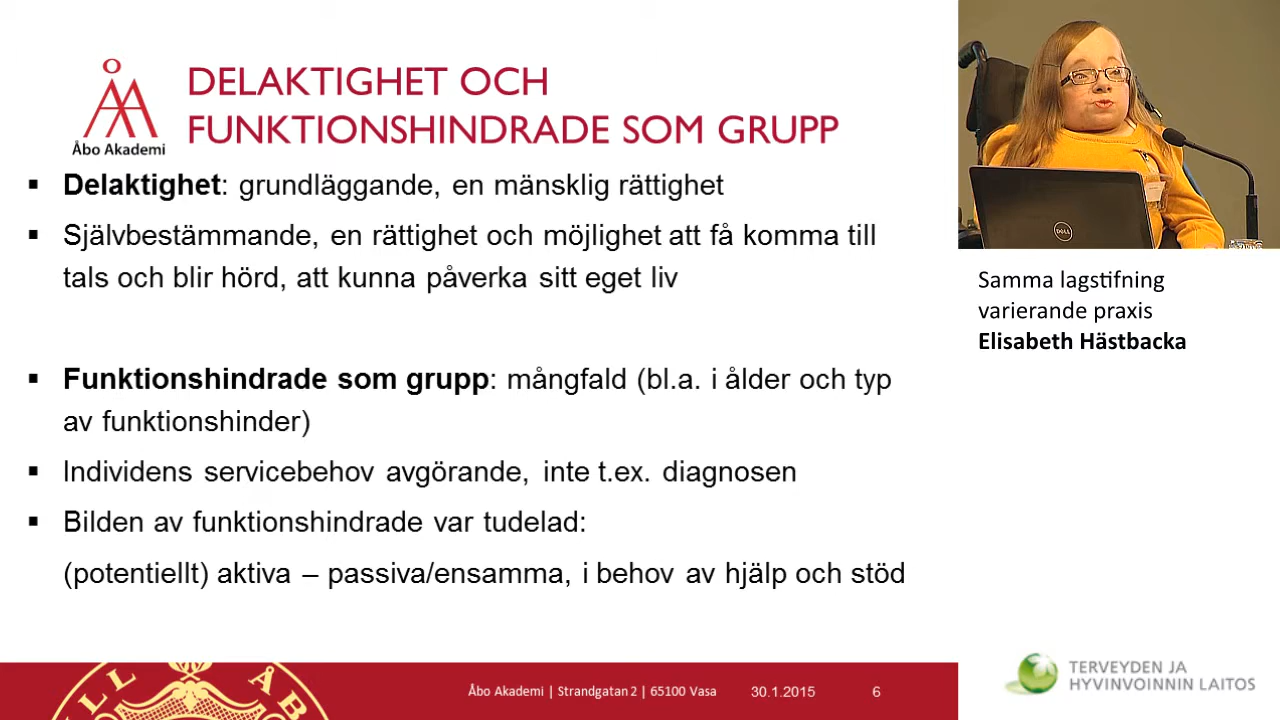 DELAKTIGHET OCH
FUNKTIONSHINDRADE SOM GRUPP
Åbo Akademi
▪ Delaktighet: grundläggande, en mänsklig rättighet
▪ Självbestämmande, en rättighet och möjlighet att få komma till
tals och blir hörd, att kunna påverka sitt eget liv
▪ Funktionshindrade som grupp: mångfald (bl.a. i ålder och typ
av funktionshinder)
▪ Individens servicebehov avgörande, inte t.ex. diagnosen
▪ Bilden av funktionshindrade var tudelad:
(potentiellt) aktiva – passiva/ensamma, i behov av hjälp och stöd
Åbo Akademi | Strandgatan 2 | 65100 Vasa
30.1.2015
6
DELL
Samma lagstifning
varierande praxis
Elisabeth Hästbacka
TERVEYDEN JA
HYVINVOINNIN LAITOS